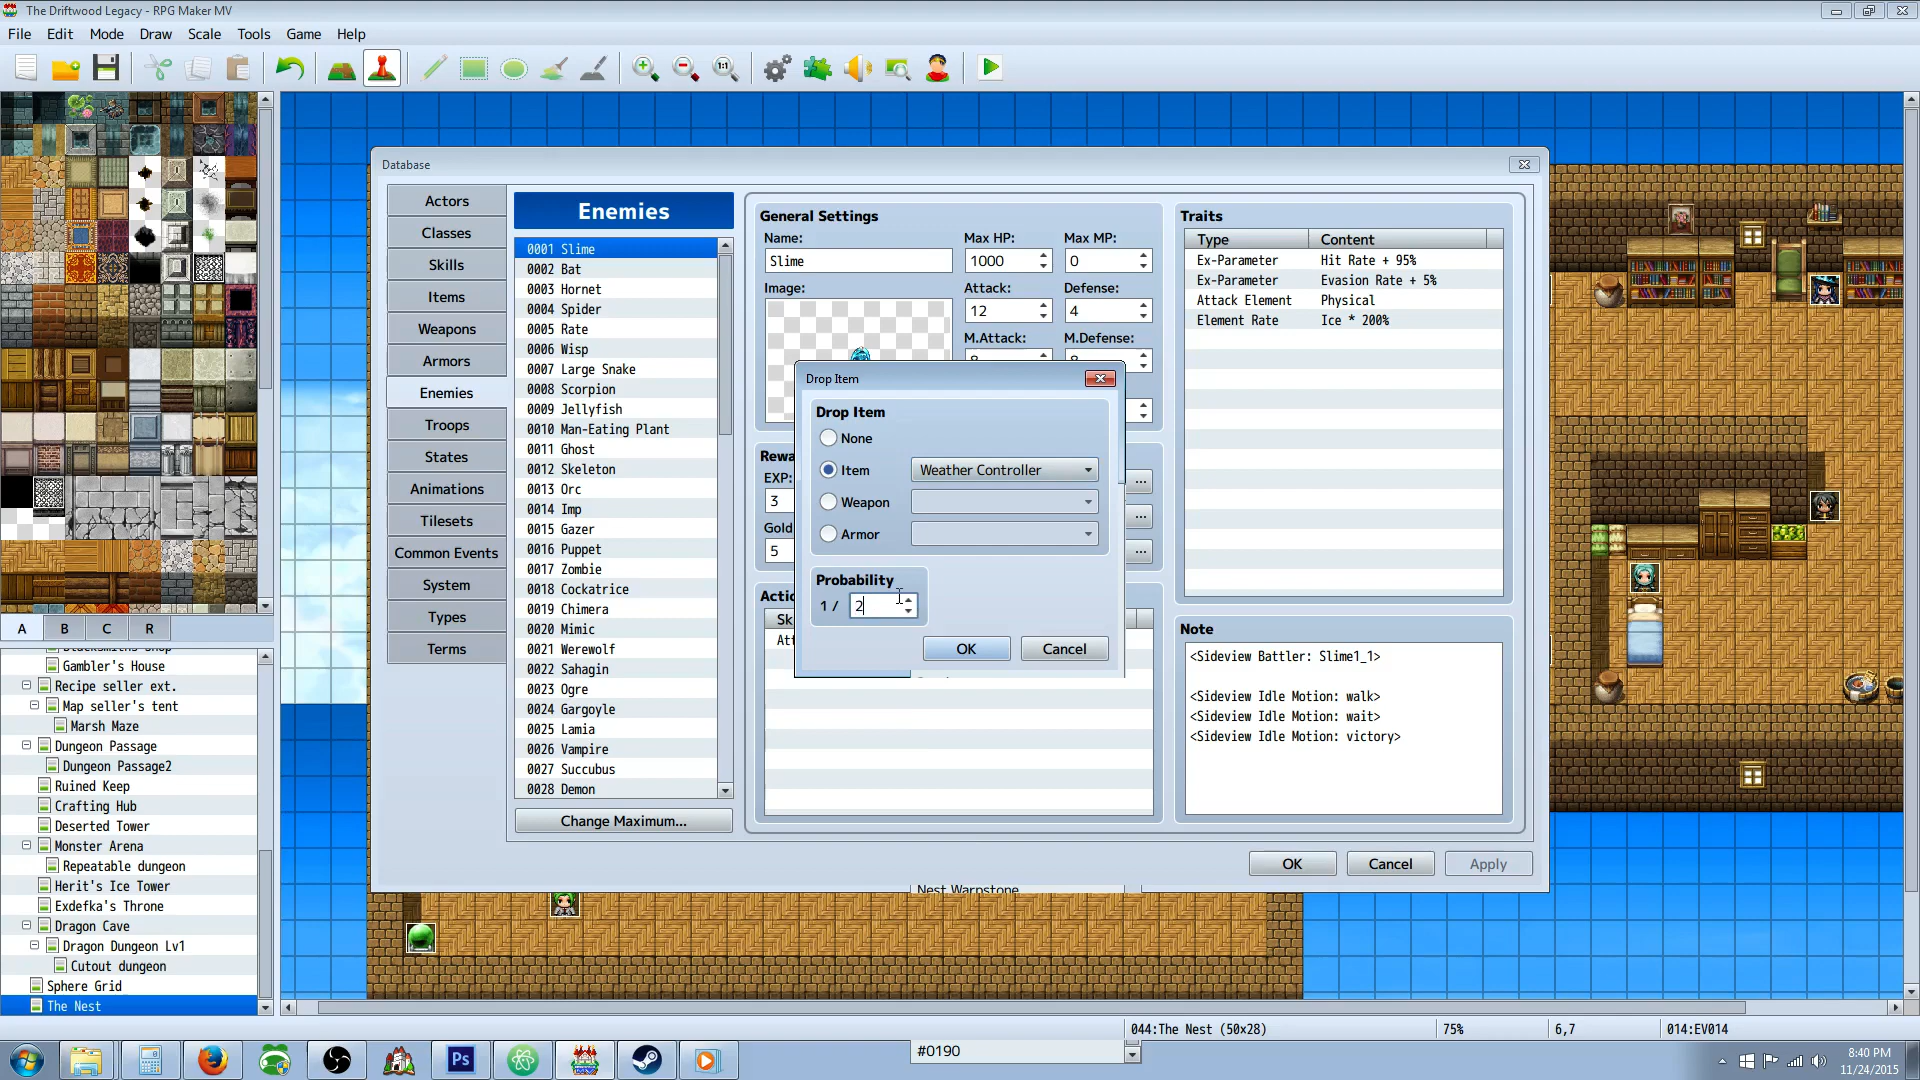 The Driftwood Legacy - RPG Maker MV
File Edit Mode Draw Scale Tools Game Help
1:1
Database
Actors
Classes
Skills
Items
Weapons
Armors
Enemies
Troops
States
Animations
Tilesets
Common Events
System
Types
Terms
Enemies
0001 Slime
0002 Bat
0003 Hornet
0004 Spider
0005 Rate
0006 Wisp
0007 Large Snake
0008 Scorpion
0009 Jellyfish
0010 Man-Eating Plant
0011 Ghost
0012 Skeleton
0013 Orc
0014 Imp
0015 Gazer
0016 Puppet
0017 Zombie
0018 Cockatrice
0019 Chimera
0020 Mimic
0021 Werewolf
0022 Sahagin
0023 Ogre
0024 Gargoyle
0025 Lamia
0026 Vampire
0027 Succubus
0028 Demon
Change Maximum...
General Settings
Name: Max HP: Max MP:
Slime 1000 0
Image: Attack: Defense:
12 4
M.Attack: M.Defense:
Rewa
EXP:
3
Gold
5
Actio
Sk
Att
Drop Item
Drop Item
None
Item Weather Controller
Weapon
Armor
Probability
1 / 2
OK Cancel
Traits
Type Content
Ex-Parameter Hit Rate + 95%
Ex-Parameter Evasion Rate + 5%
Attack Element Physical
Element Rate Ice * 200%
Note
<Sideview Battler: Slime1_1>
<Sideview Idle Motion: walk>
<Sideview Idle Motion: wait>
<Sideview Idle Motion: victory>
OK Cancel Apply
Nest Warpstone
A B C R
Gambler's House
Recipe seller ext.
Map seller's tent
Marsh Maze
Dungeon Passage
Dungeon Passage2
Ruined Keep
Crafting Hub
Deserted Tower
Monster Arena
Repeatable dungeon
Herit's Ice Tower
Exdefka's Throne
Dragon Cave
Dragon Dungeon Lv1
Cutout dungeon
Sphere Grid
The Nest
044:The Nest (50x28) 75% 6,7 014:EV014
#0190
Ps
8:40 PM
11/24/2015